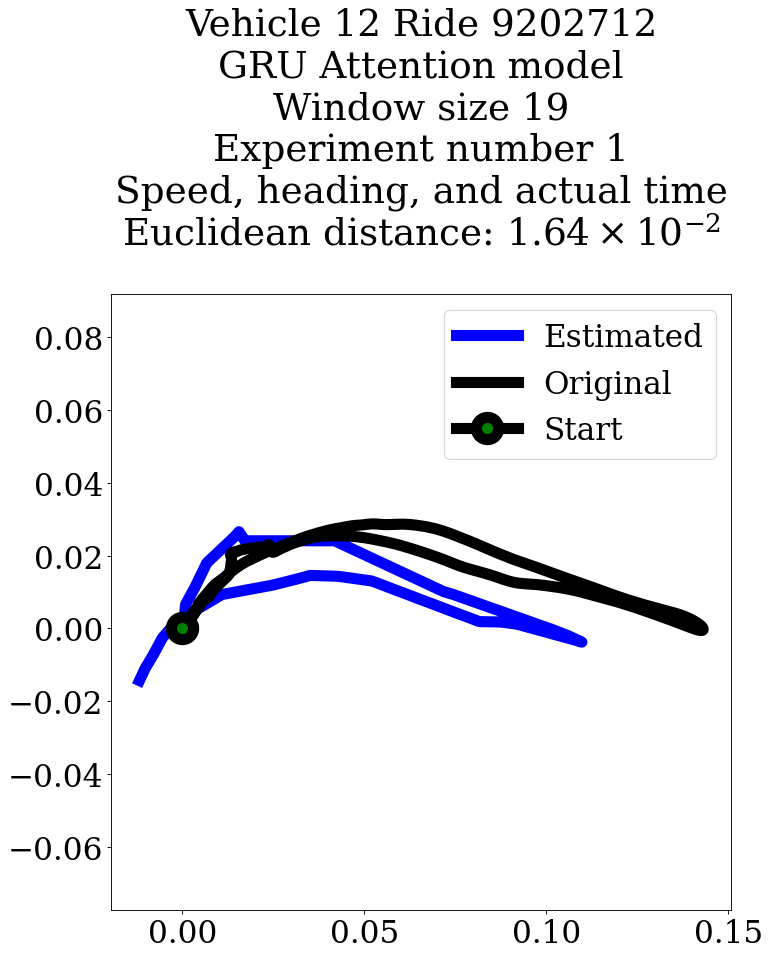 Vehicle 12 Ride 9202712
GRU Attention model
Window size 19
Experiment number 1
Speed, heading, and actual time
Euclidean distance: 1.64 × 10⁻²
Estimated
Original
Start
0.08
0.06
0.04
0.02
0.00
−0.02
−0.04
−0.06
0.00 0.05 0.10 0.15